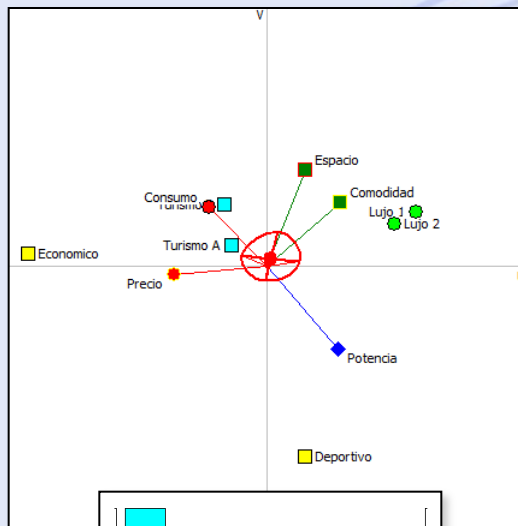 V
Espacio
Comodidad
Consumo
Lujo 1
Lujo 2
Turismo A
Economico
Precio
Potencia
Deportivo